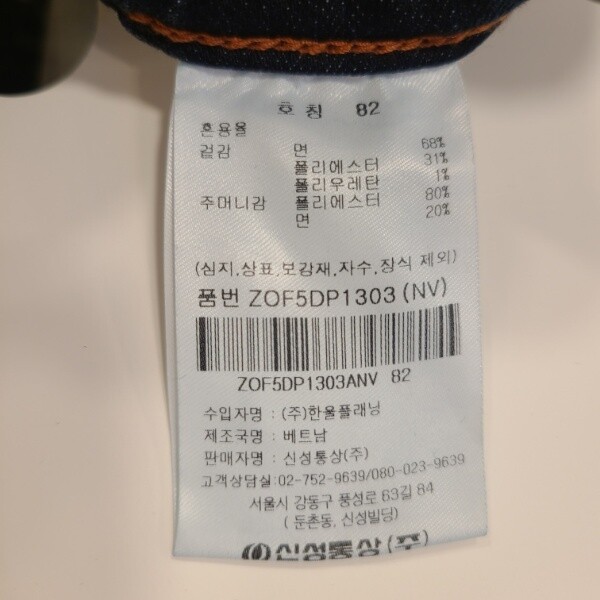 호칭 82
혼용율
겉감 면 68%
폴리에스터 31%
폴리우레탄 1%
주머니감 폴리에스터 80%
면 20%
(심지,상표,보강재,자수,장식 제외)
품번 ZOF5DP1303 (NV)
ZOF5DP1303ANV 82
수입자명 : (주)한울플래닝
제조국명 : 베트남
판매자명 : 신성통상(주)
고객상담실:02-752-9639/080-023-9639
서울시 강동구 풍성로 63길 84
( 둔촌동, 신성빌딩)
신성통상(주)